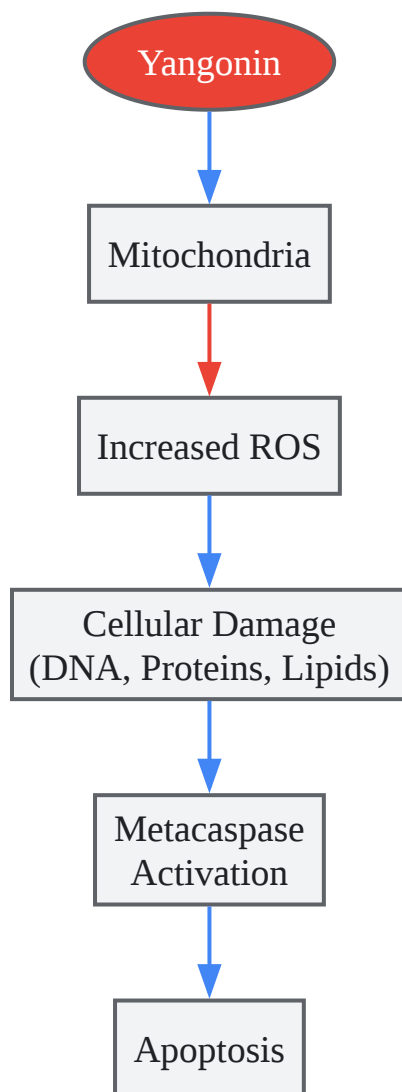 Yangonin
Mitochondria
Increased ROS
Cellular Damage
(DNA, Proteins, Lipids)
Metacaspase
Activation
Apoptosis